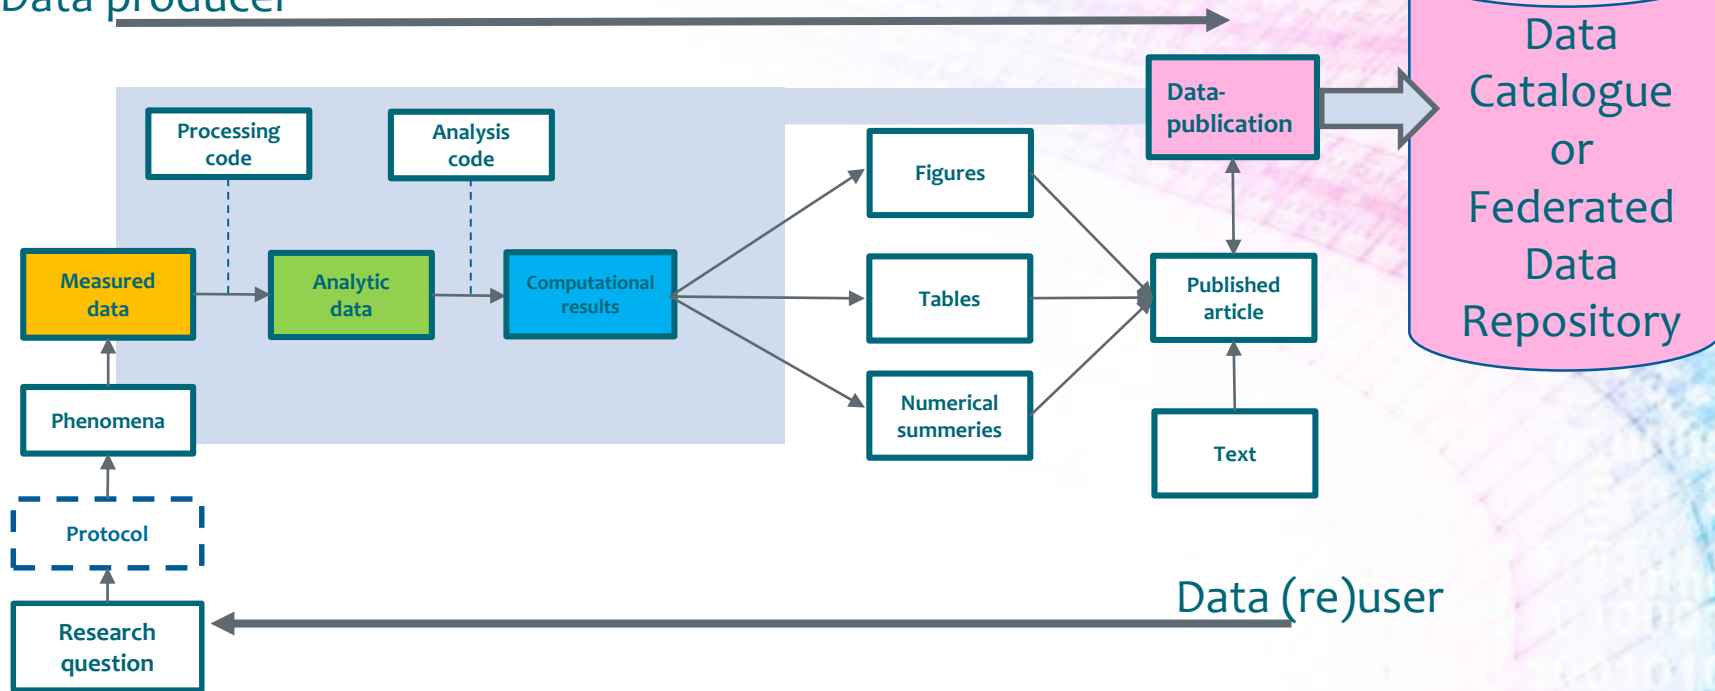 Data producer
Data
Catalogue
or
Federated
Data
Repository
Data-
publication
Processing
code
Analysis
code
Figures
Measured
data
Analytic
data
Computational
results
Tables
Published
article
Phenomena
Numerical
summeries
Text
Protocol
Data (re)user
Research
question